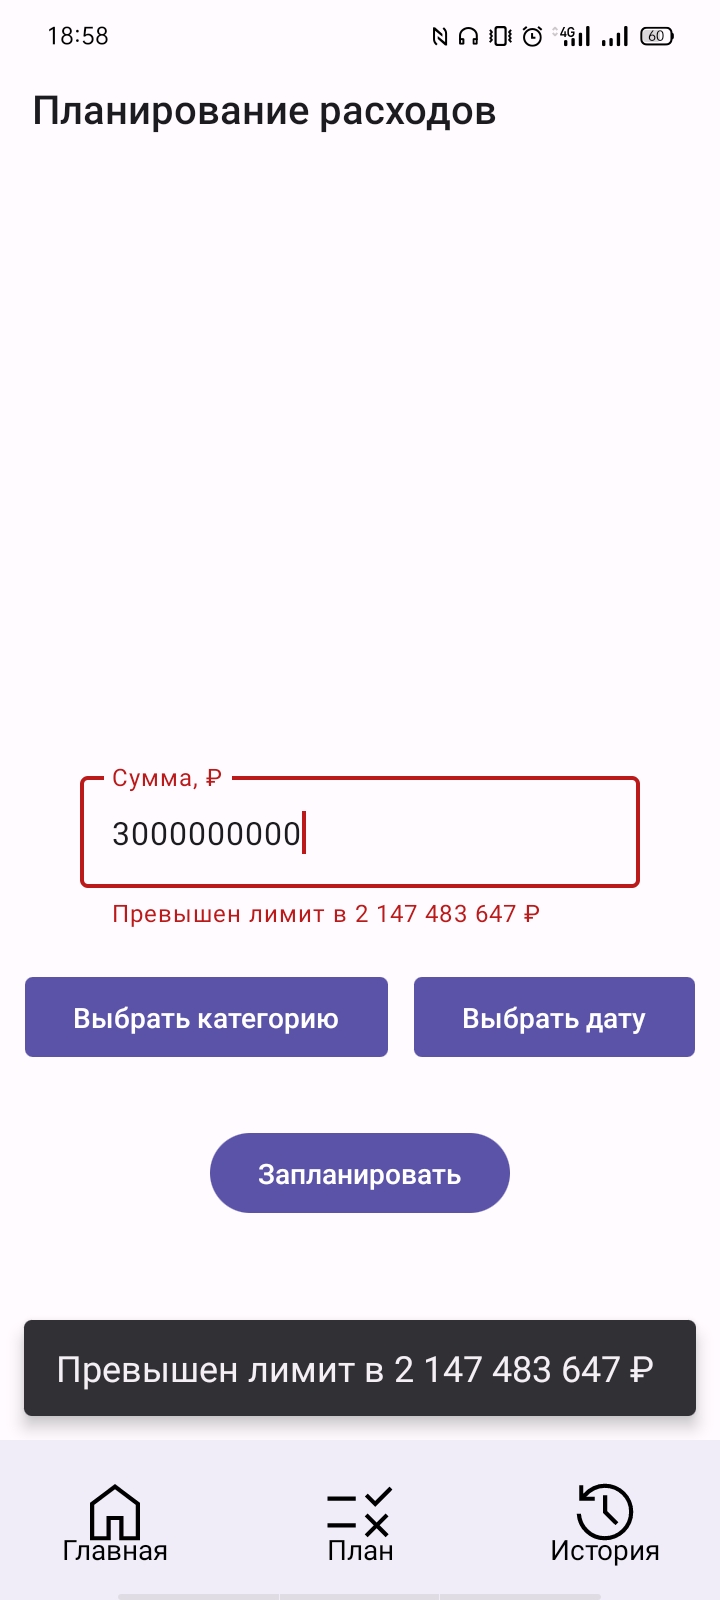 18:58
4G
60
Планирование расходов
Сумма, ₽
3000000000
Превышен лимит в 2 147 483 647 ₽
Выбрать категорию
Выбрать дату
Запланировать
Превышен лимит в 2 147 483 647 ₽
Главная
План
История